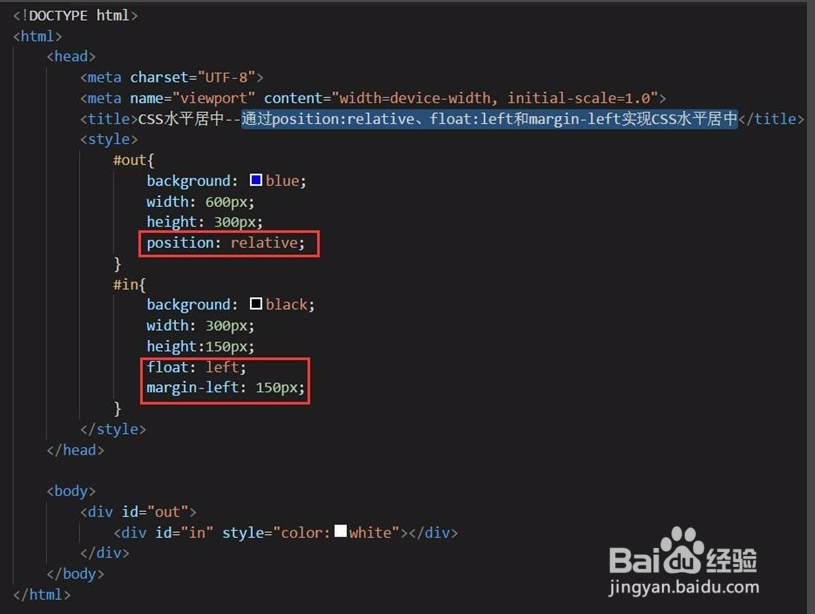 <!DOCTYPE html>
<html>
<head>
<meta charset="UTF-8">
<meta name="viewport" content="width=device-width, initial-scale=1.0">
<title>CSS水平居中--通过position:relative、float:left和margin-left实现CSS水平居中</title>
<style>
#out{
background: blue;
width: 600px;
height: 300px;
position: relative;
}
#in{
background: black;
width: 300px;
height:150px;
float: left;
margin-left: 150px;
}
</style>
</head>
<body>
<div id="out">
<div id="in" style="color:white"></div>
</div>
</body>
</html>
Baidu经验
jingyan.baidu.com